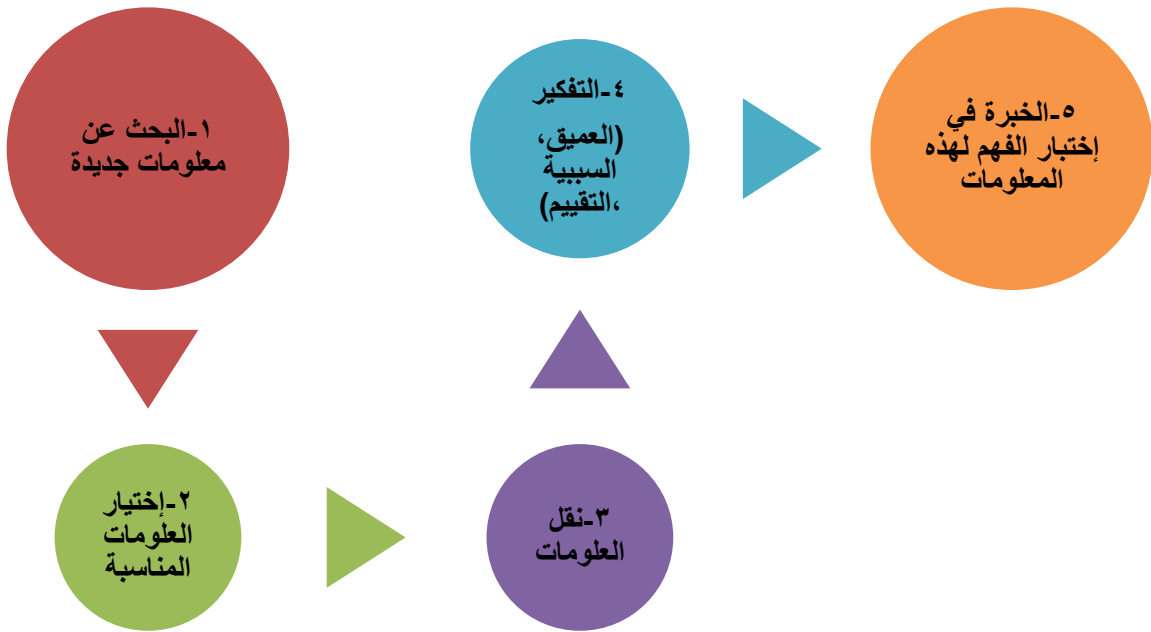 ١-البحث عن
معلومات جديدة
٢-إختيار
العلومات
المناسبة
٣-نقل
العلومات
٤-التفكير
(العميق،
السببية
،التقييم)
٥-الخبرة في
إختبار الفهم لهذه
المعلومات